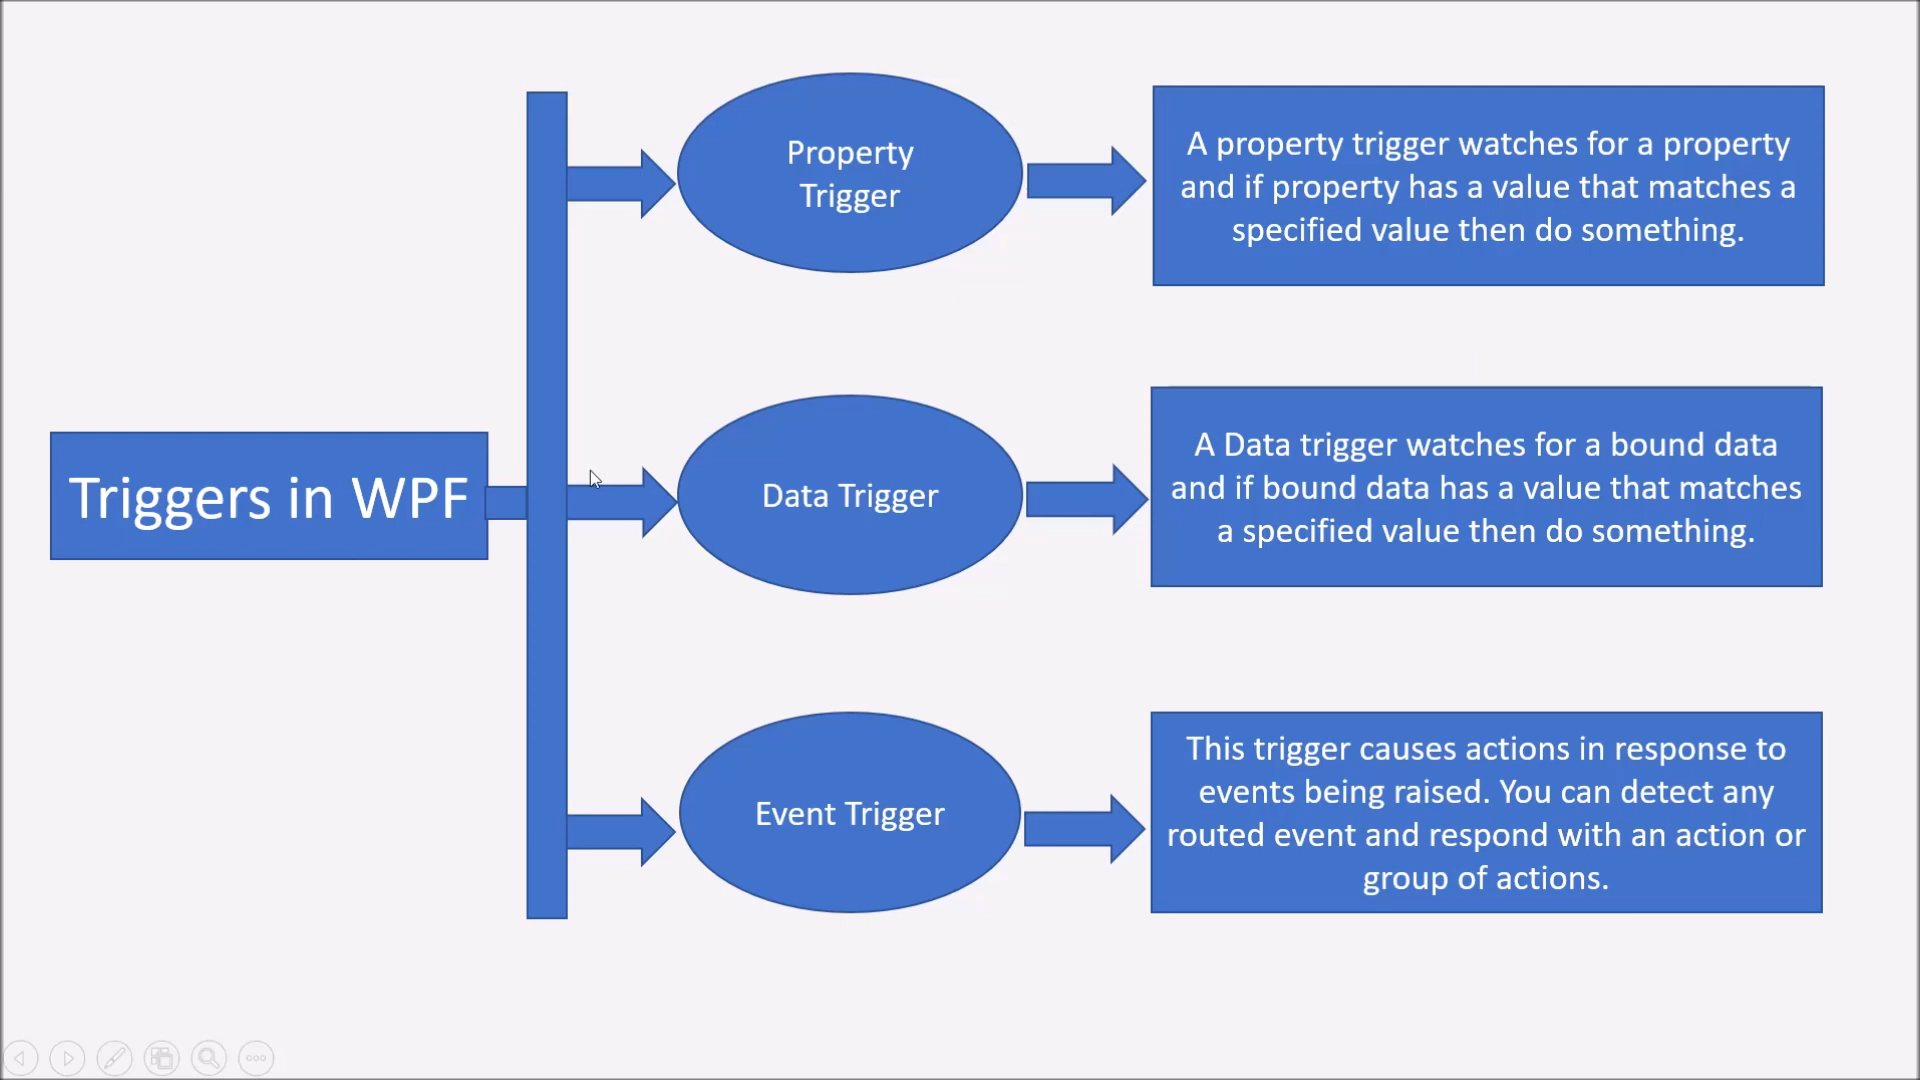 Triggers in WPF
Property
Trigger
A property trigger watches for a property
and if property has a value that matches a
specified value then do something.
Data Trigger
A Data trigger watches for a bound data
and if bound data has a value that matches
a specified value then do something.
Event Trigger
This trigger causes actions in response to
events being raised. You can detect any
routed event and respond with an action or
group of actions.